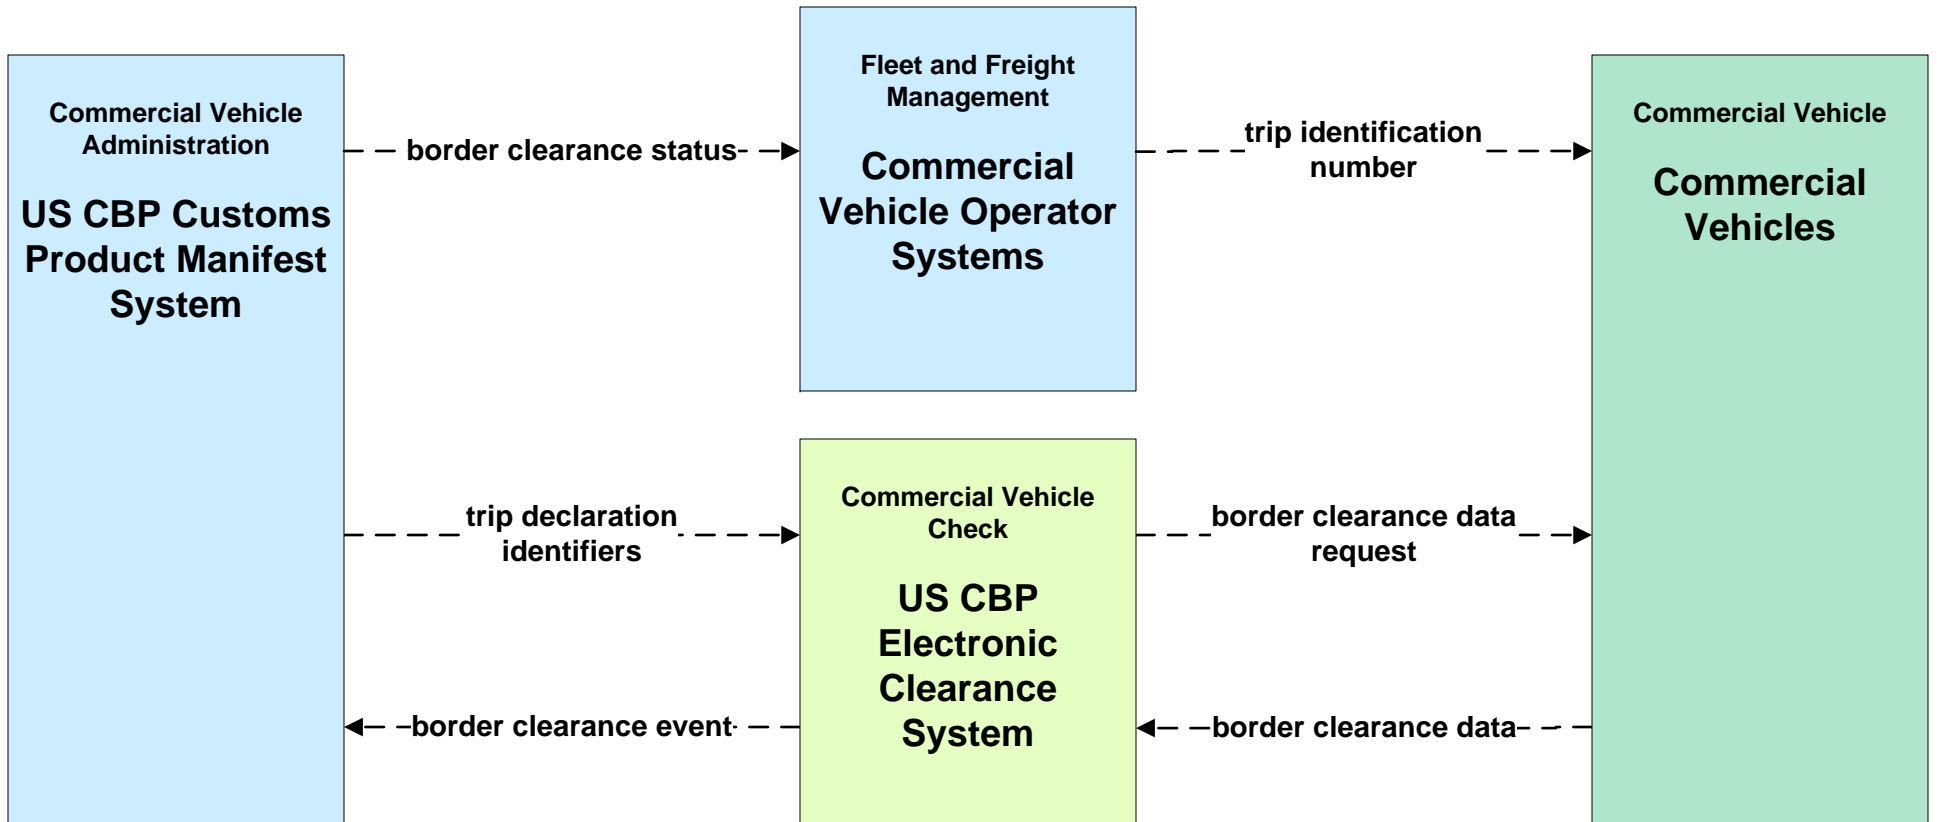 Commercial Vehicle
Administration
US CBP Customs
Product Manifest
System
border clearance status
Fleet and Freight
Management
Commercial
Vehicle Operator
Systems
trip identification
number
Commercial Vehicle
Commercial
Vehicles
trip declaration
identifiers
Commercial Vehicle
Check
US CBP
Electronic
Clearance
System
border clearance data
request
border clearance event
border clearance data